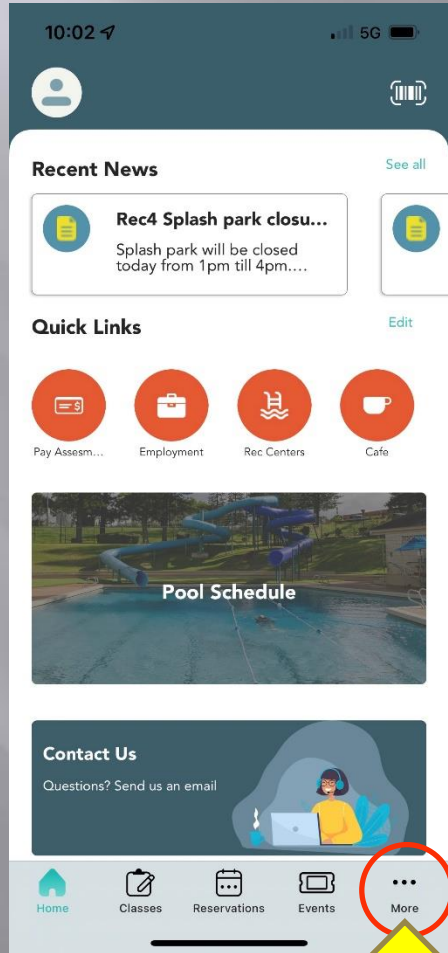 10:02
5G
Recent News
See all
Rec4 Splash park closu...
Splash park will be closed
today from 1pm till 4pm....
Quick Links
Edit
Pay Assesm...
Employment
Rec Centers
Cafe
Pool Schedule
Contact Us
Questions? Send us an email
Home
Classes
Reservations
Events
More